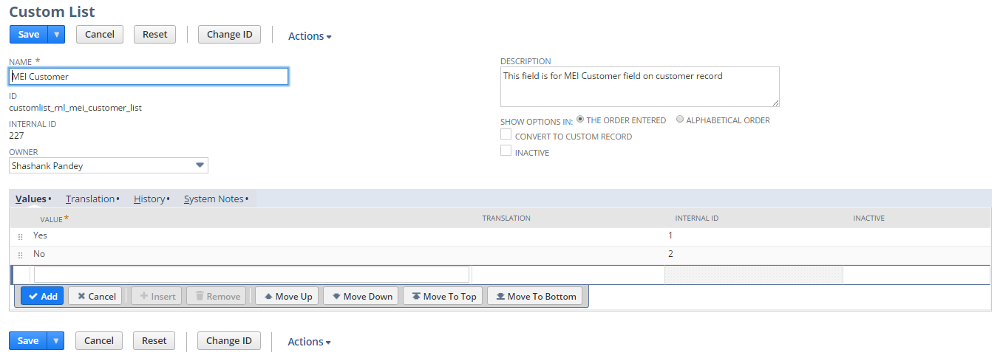 Custom List
Save Cancel Reset Change ID Actions
NAME *
MEI Customer
ID
customlist_rnl_mei_customer_list
INTERNAL ID
227
OWNER
Shashank Pandey
DESCRIPTION
This field is for MEI Customer field on customer record
SHOW OPTIONS IN: THE ORDER ENTERED ALPHABETICAL ORDER
CONVERT TO CUSTOM RECORD
INACTIVE
Values • Translation • History • System Notes •
VALUE * TRANSLATION INTERNAL ID INACTIVE
Yes 1
No 2
Add Cancel Insert Remove Move Up Move Down Move To Top Move To Bottom
Save Cancel Reset Change ID Actions